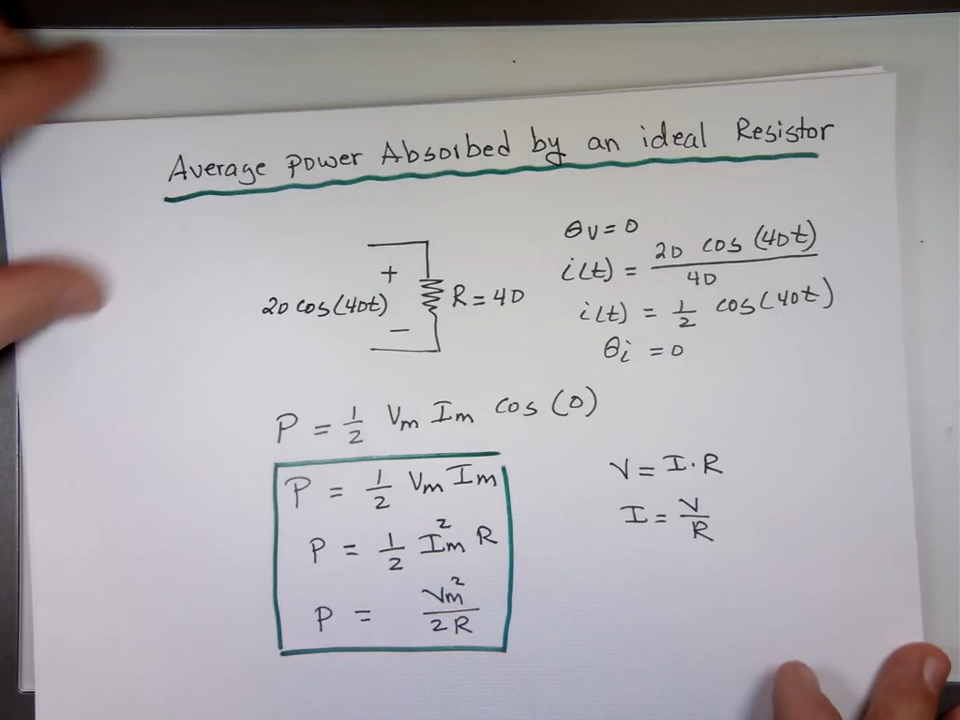 Average Power Absorbed by an ideal Resistor
+
20 cos(40t)
R = 40
−
θv = 0
i(t) = 20 cos (40t) / 40
i(t) = 1/2 cos(40t)
θi = 0
P = 1/2 Vm Im cos (0)
P = 1/2 Vm Im
P = 1/2 Im² R
P = Vm² / 2R
V = I·R
I = V/R